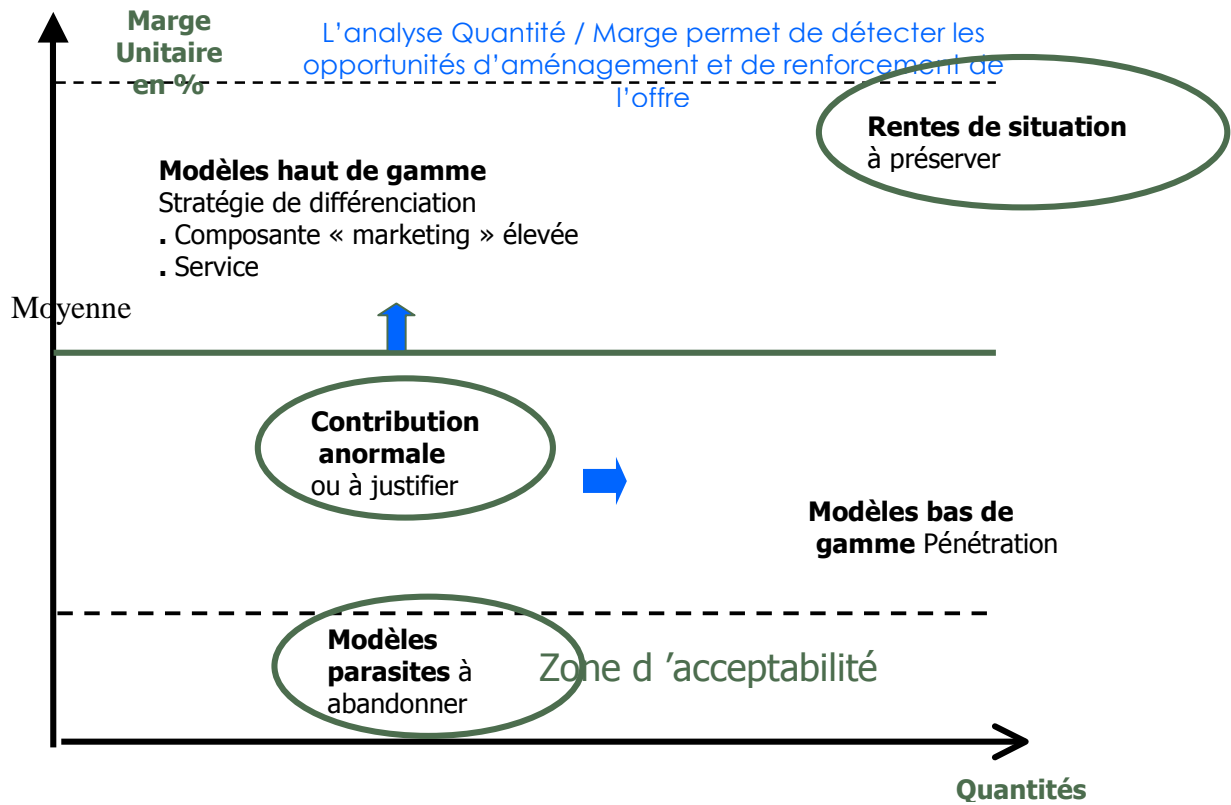 Marge
Unitaire
en %
L’analyse Quantité / Marge permet de détecter les
opportunités d’aménagement et de renforcement de
l’offre
Rentes de situation
à préserver
Modèles haut de gamme
Stratégie de différenciation
. Composante « marketing » élevée
. Service
Moyenne
Contribution
anormale
ou à justifier
Modèles bas de
gamme Pénétration
Modèles
parasites à
abandonner
Zone d ’acceptabilité
Quantités